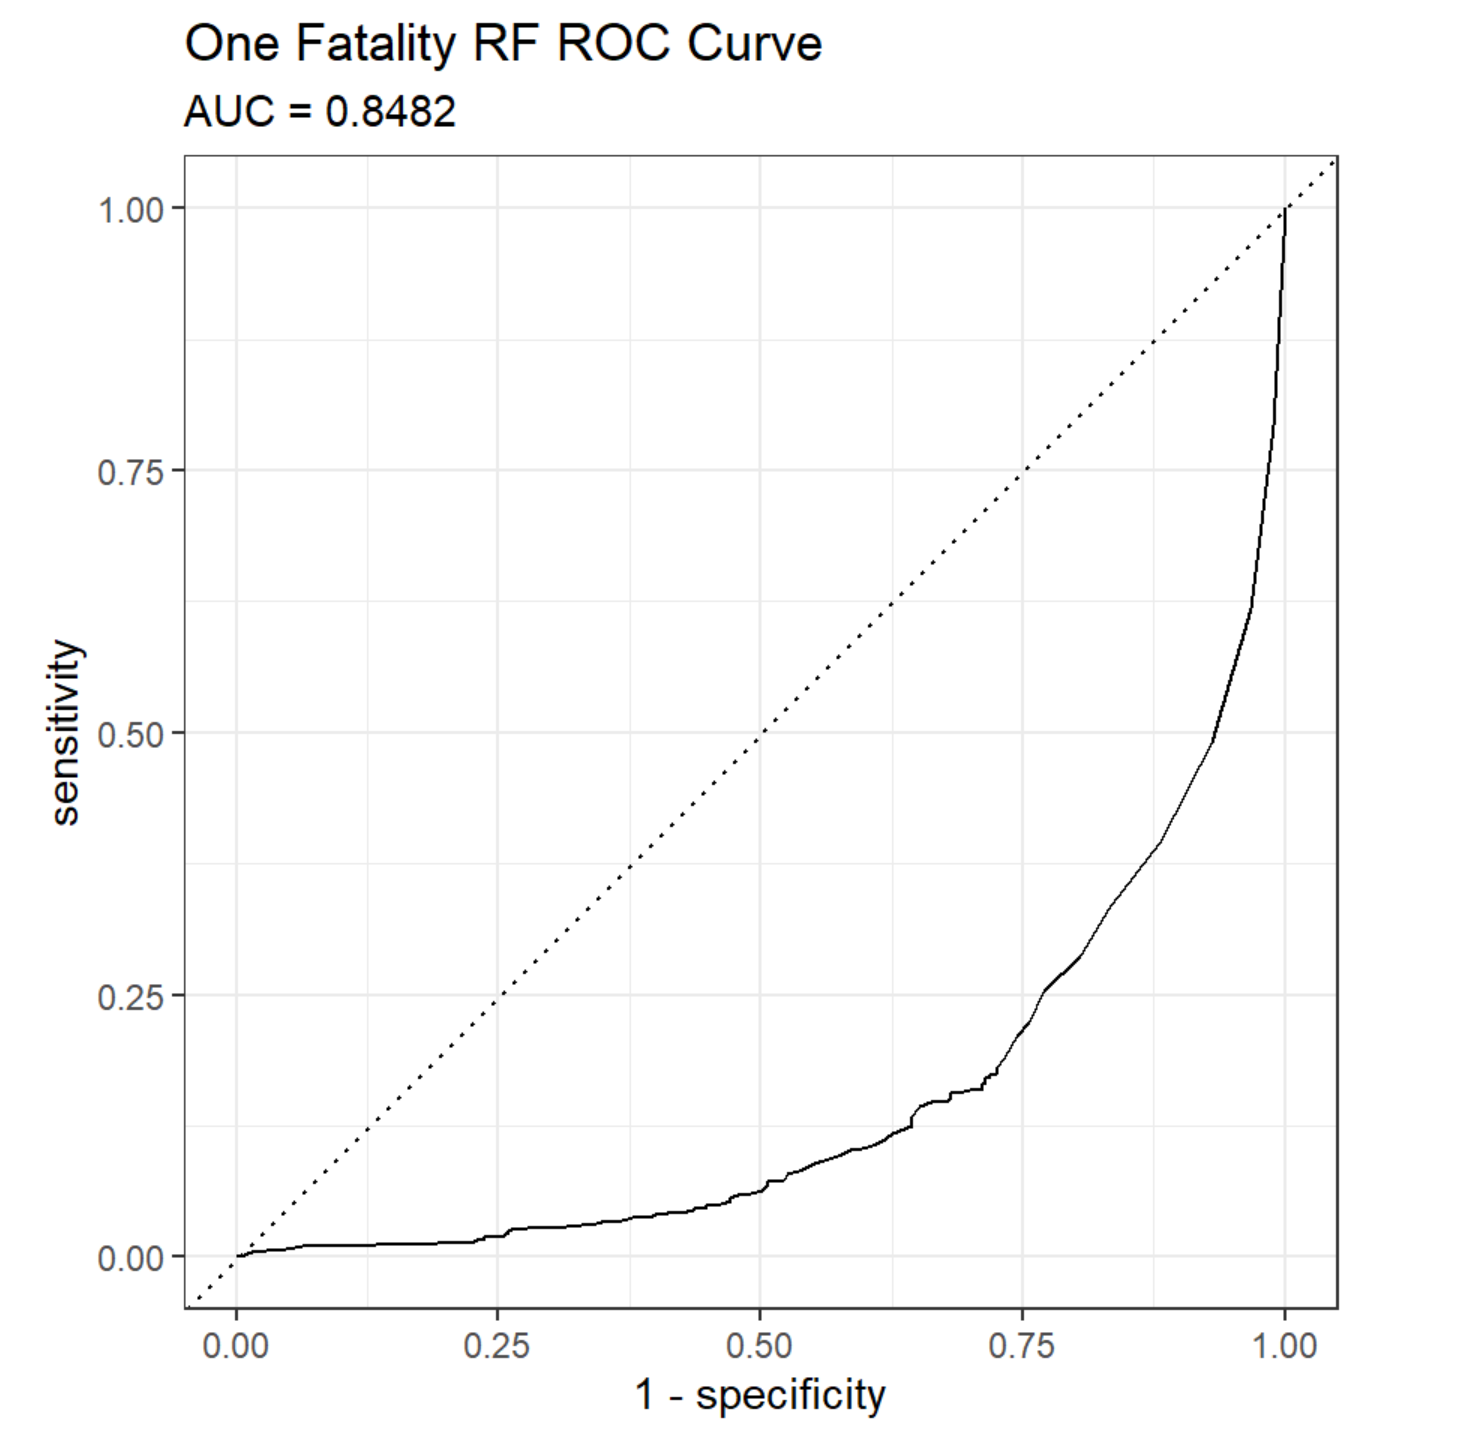 One Fatality RF ROC Curve
AUC = 0.8482
1.00
0.75
0.50
0.25
0.00
sensitivity
0.00 0.25 0.50 0.75 1.00
1 - specificity